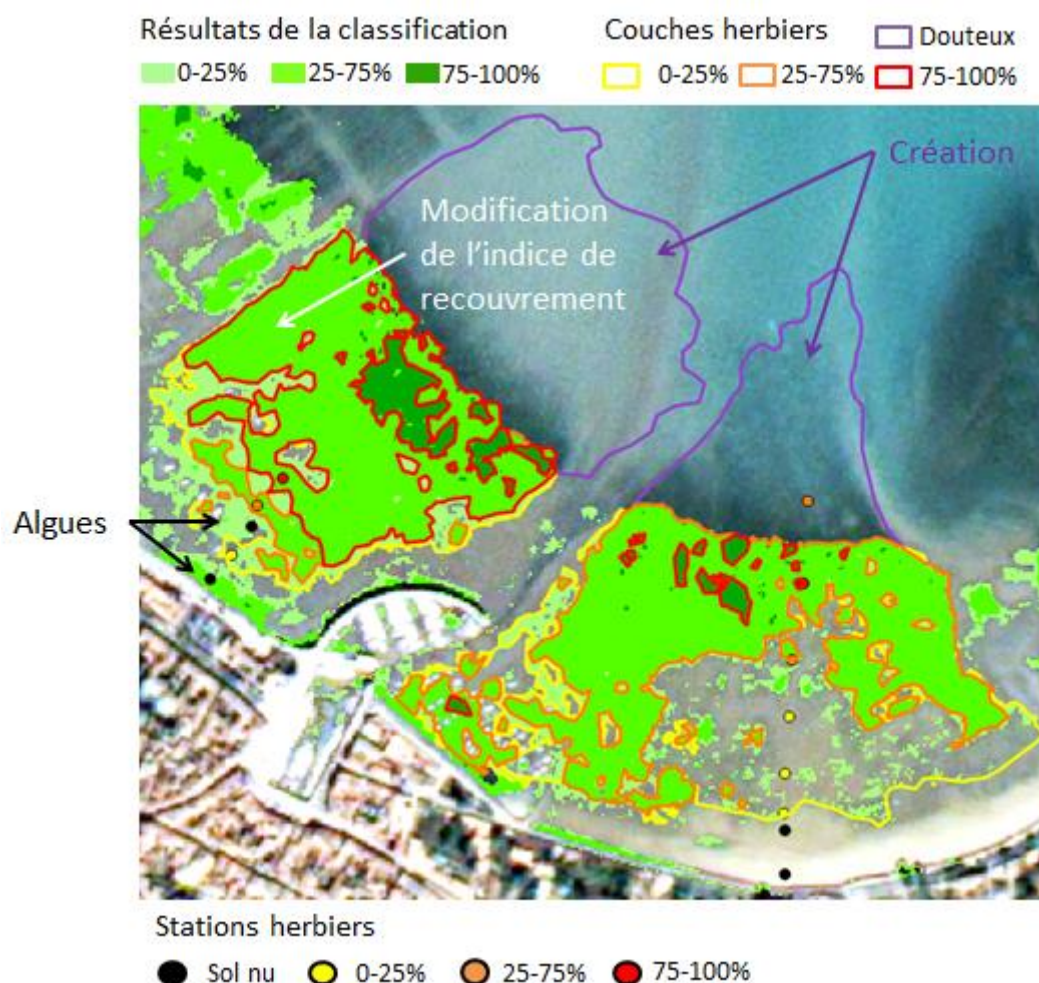 Résultats de la classification
0-25% 25-75% 75-100%
Couches herbiers
Douteux
0-25% 25-75% 75-100%
Création
Modification
de l'indice de
recouvrement
Algues
Stations herbiers
Sol nu 0-25% 25-75% 75-100%